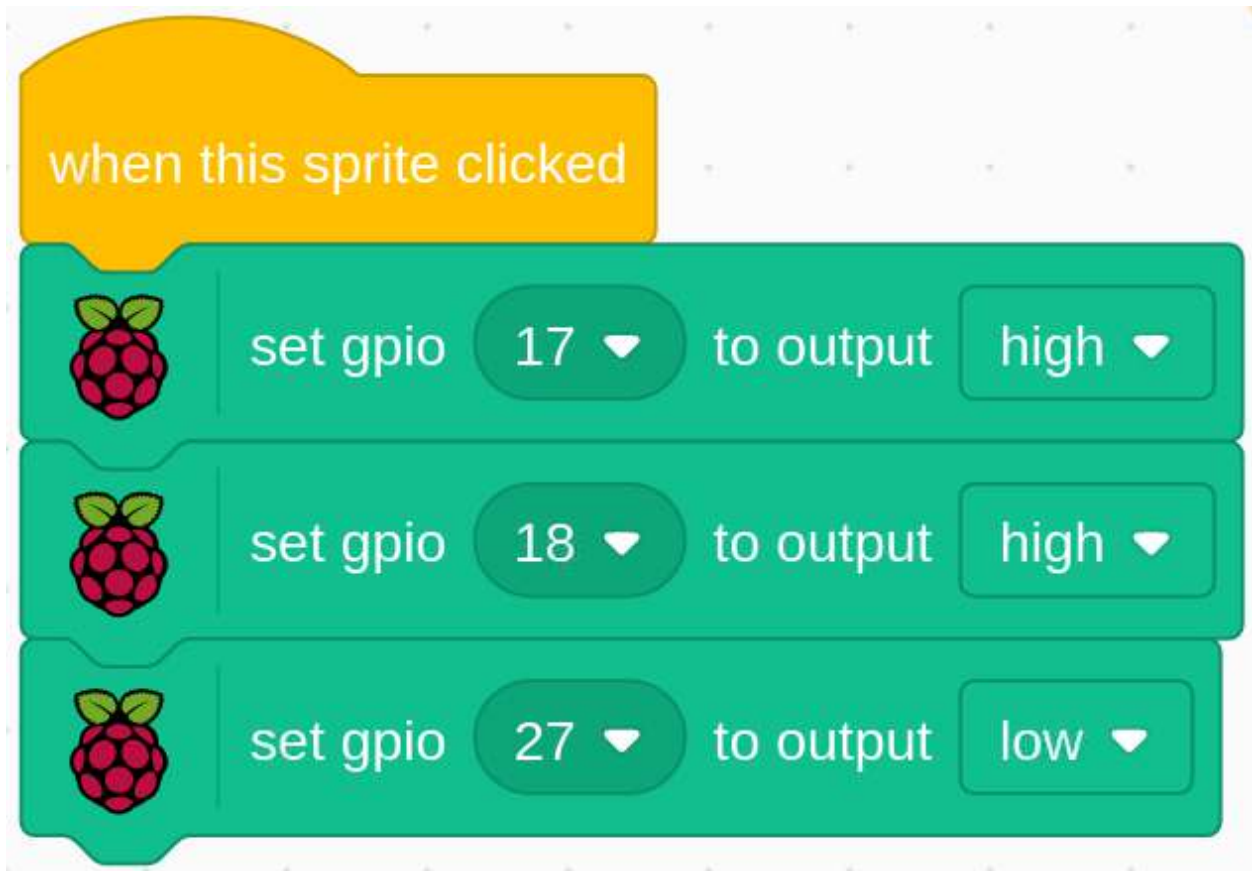 when this sprite clicked
set gpio 17 to output high
set gpio 18 to output high
set gpio 27 to output low